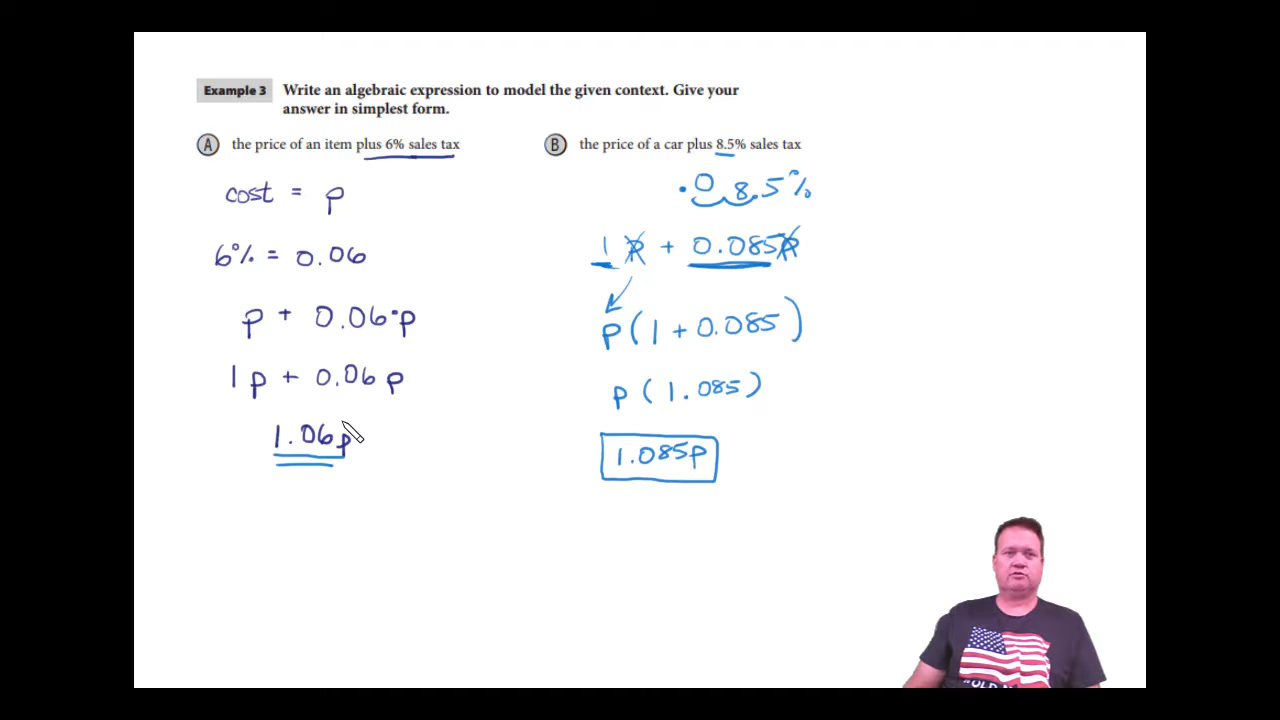 Example 3 Write an algebraic expression to model the given context. Give your
answer in simplest form.
A the price of an item plus 6% sales tax
cost = p
6% = 0.06
p + 0.06·p
1p + 0.06p
1.06p
B the price of a car plus 8.5% sales tax
.08.5%
1p + 0.085p
p(1 + 0.085)
p(1.085)
1.085p
OLD